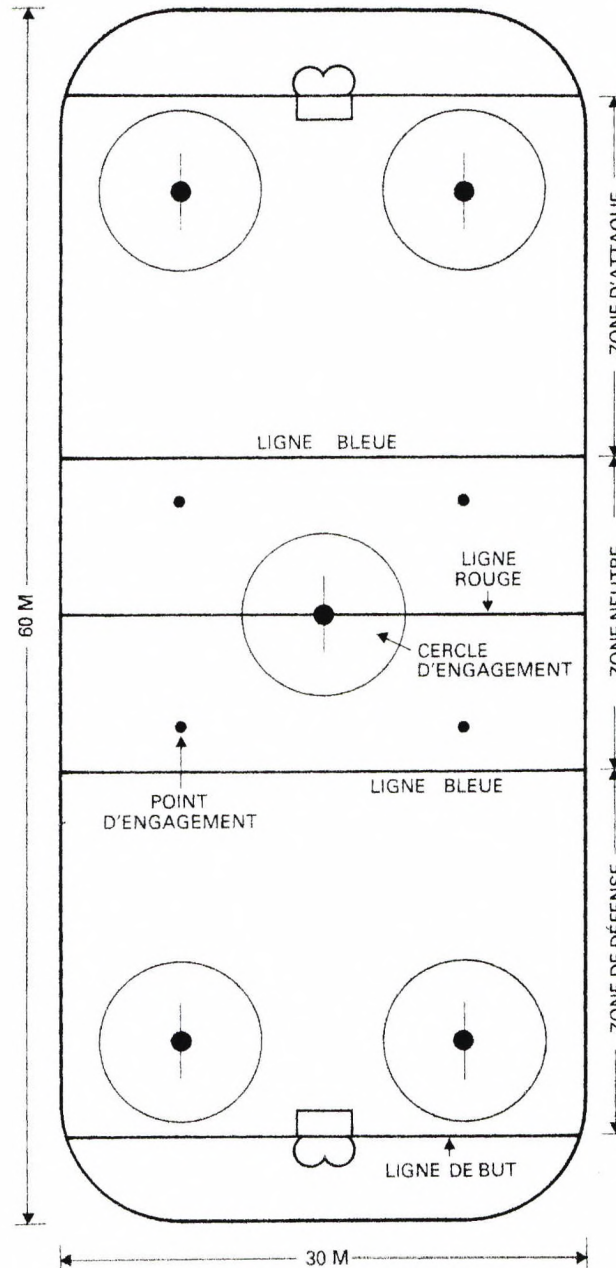 ZONE D'ATTAQUE
LIGNE BLEUE
60 M
LIGNE
ROUGE
ZONE NEUTRE
CERCLE
D'ENGAGEMENT
LIGNE BLEUE
POINT
D'ENGAGEMENT
ZONE DE DÉFENSE
LIGNE DE BUT
30 M